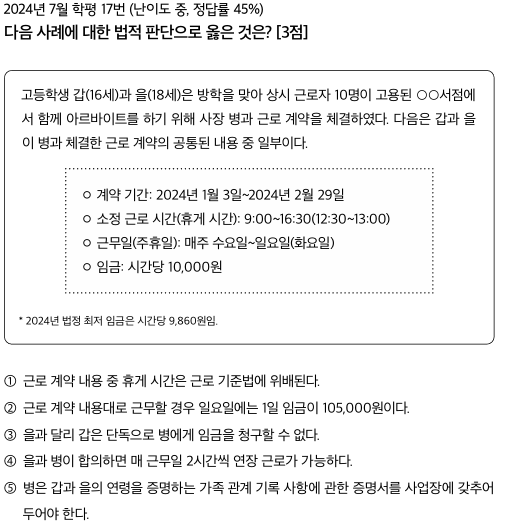 2024년 7월 학평 17번 (난이도 중, 정답률 45%)
다음 사례에 대한 법적 판단으로 옳은 것은? [3점]
고등학생 갑(16세)과 을(18세)은 방학을 맞아 상시 근로자 10명이 고용된 ○○서점에
서 함께 아르바이트를 하기 위해 사장 병과 근로 계약을 체결하였다. 다음은 갑과 을
이 병과 체결한 근로 계약의 공통된 내용 중 일부이다.
○ 계약 기간: 2024년 1월 3일~2024년 2월 29일
○ 소정 근로 시간(휴게 시간): 9:00~16:30(12:30~13:00)
○ 근무일(주휴일): 매주 수요일~일요일(화요일)
○ 임금: 시간당 10,000원
* 2024년 법정 최저 임금은 시간당 9,860원임.
① 근로 계약 내용 중 휴게 시간은 근로 기준법에 위배된다.
② 근로 계약 내용대로 근무할 경우 일요일에는 1일 임금이 105,000원이다.
③ 을과 달리 갑은 단독으로 병에게 임금을 청구할 수 없다.
④ 을과 병이 합의하면 매 근무일 2시간씩 연장 근로가 가능하다.
⑤ 병은 갑과 을의 연령을 증명하는 가족 관계 기록 사항에 관한 증명서를 사업장에 갖추어
두어야 한다.